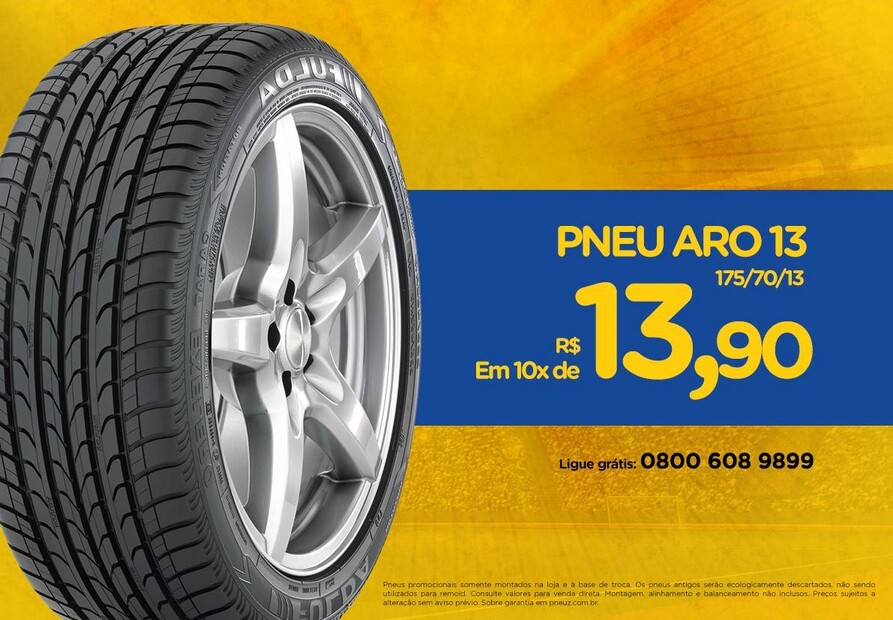 FULDA
PNEU ARO 13
175/70/13
R$
Em 10x de
13,90
Ligue grátis: 0800 608 9899
Pneus promocionais somente montados na loja e à base de troca. Os pneus antigos serão ecologicamente descartados, não sendo
utilizados para remold. Consulte valores para venda direta. Montagem, alinhamento e balanceamento não inclusos. Preços sujeitos a
alteração sem aviso prévio. Sobre garantia em pneuz.com.br.